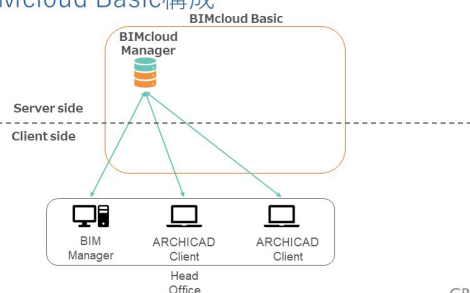 BIMcloud Basic構成
BIMcloud Basic
BIMcloud
Manager
Server side
Client side
BIM
Manager
ARCHICAD
Client
ARCHICAD
Client
Head
Office